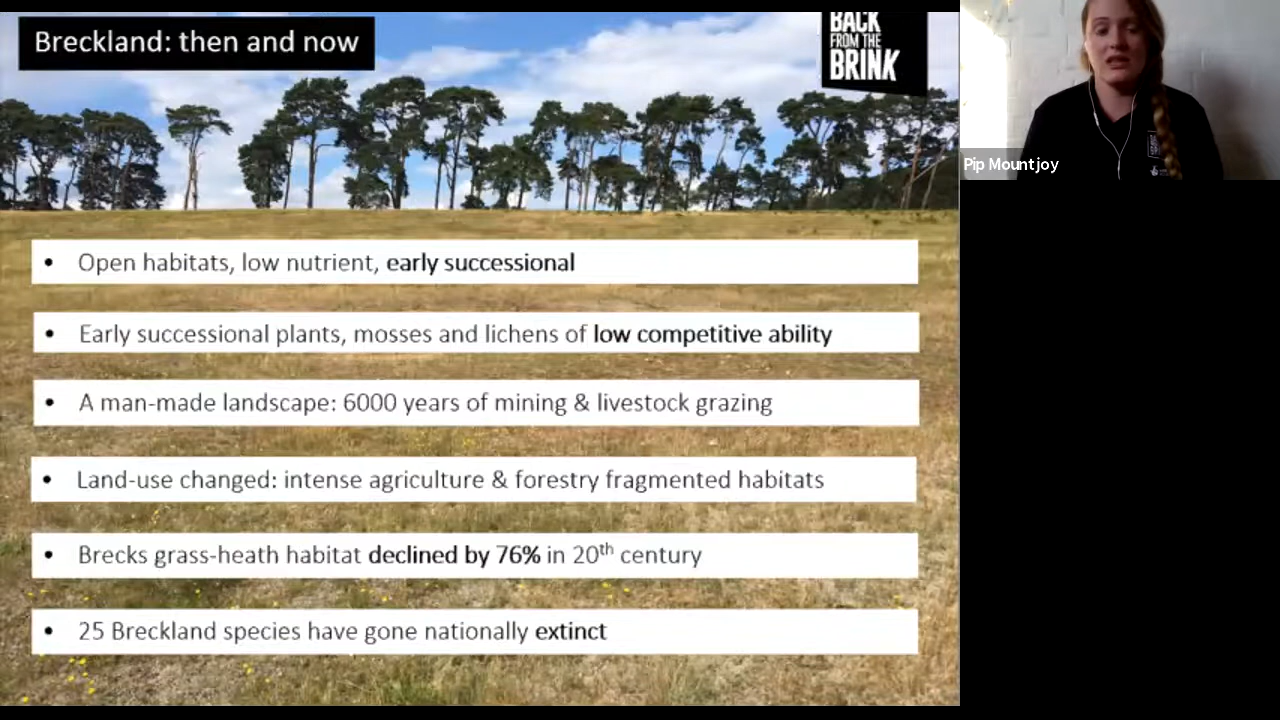 Breckland: then and now
BACK
FROM THE
BRINK
Pip Mountjoy
• Open habitats, low nutrient, early successional
• Early successional plants, mosses and lichens of low competitive ability
• A man-made landscape: 6000 years of mining & livestock grazing
• Land-use changed: intense agriculture & forestry fragmented habitats
• Brecks grass-heath habitat declined by 76% in 20th century
• 25 Breckland species have gone nationally extinct